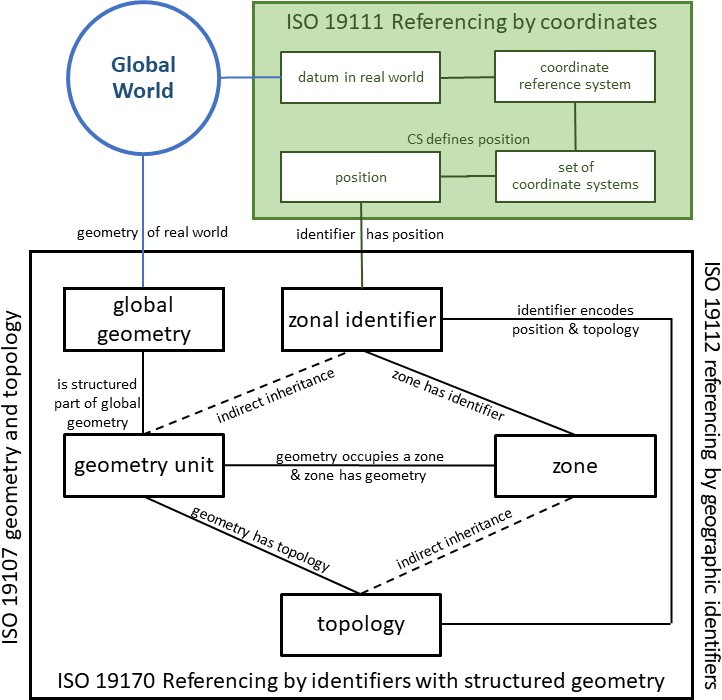 ISO 19111 Referencing by coordinates
Global
World
datum in real world
coordinate
reference system
CS defines position
position
set of
coordinate systems
geometry of real world
identifier has position
global
geometry
zonal identifier
identifier encodes
position & topology
is structured
part of global
geometry
indirect inheritance
zone has identifier
geometry unit
geometry occupies a zone
& zone has geometry
zone
geometry has topology
indirect inheritance
topology
ISO 19170 Referencing by identifiers with structured geometry
ISO 19107 geometry and topology
ISO 19112 referencing by geographic identifiers